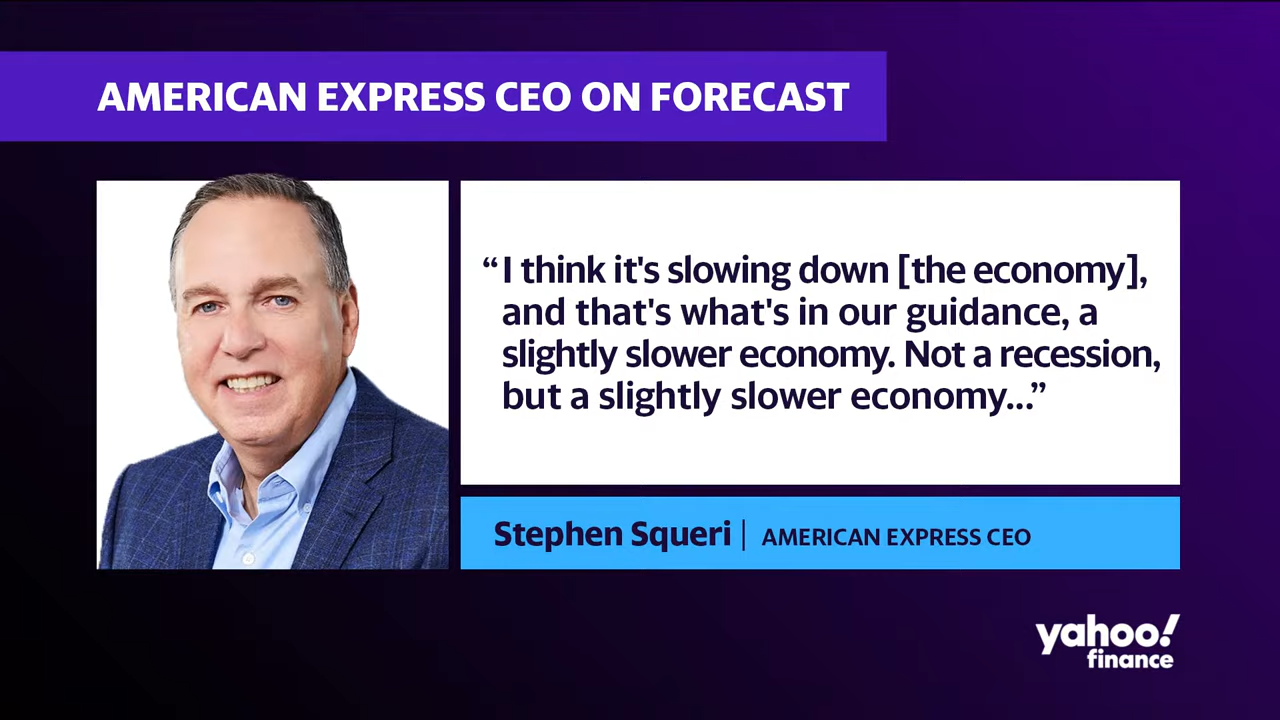 AMERICAN EXPRESS CEO ON FORECAST
“I think it's slowing down [the economy],
and that's what's in our guidance, a
slightly slower economy. Not a recession,
but a slightly slower economy...”
Stephen Squeri | AMERICAN EXPRESS CEO
yahoo!
finance